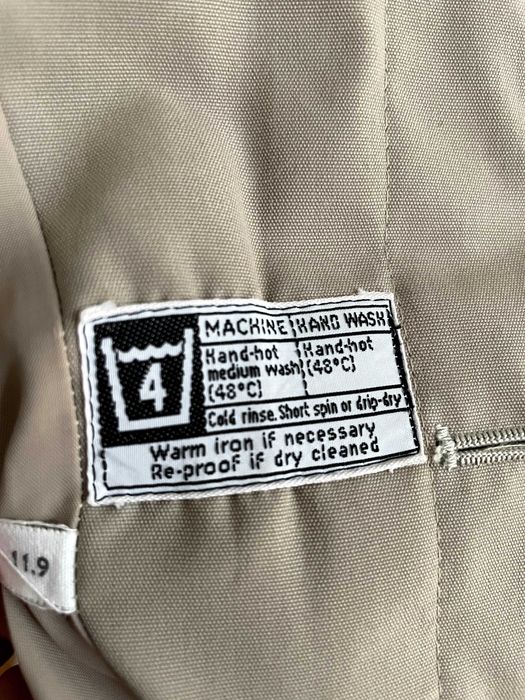 MACHINE HAND WASH
4
Hand-hot medium wash (48°C)
Hand-hot (48°C)
Cold rinse. Short spin or drip-dry
Warm iron if necessary
Re-proof if dry cleaned
11.9